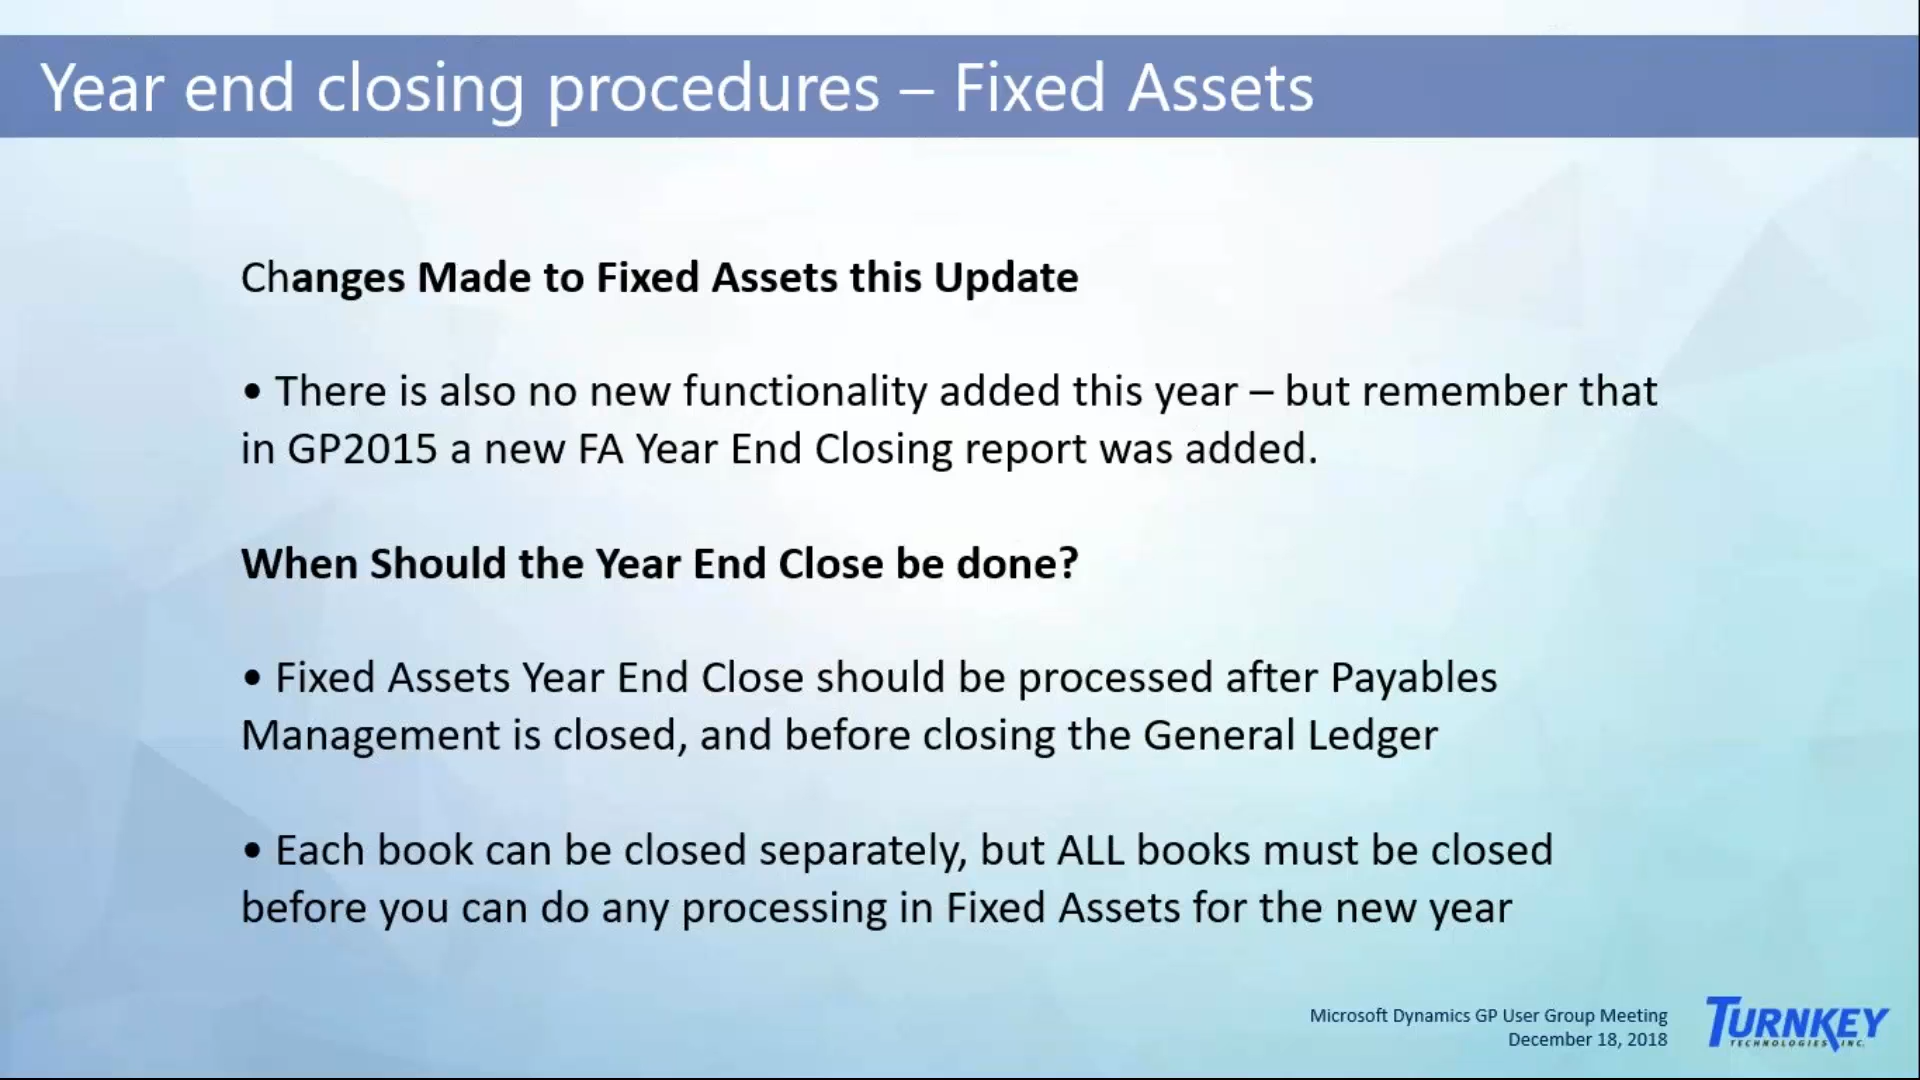 Year end closing procedures – Fixed Assets
Changes Made to Fixed Assets this Update
• There is also no new functionality added this year – but remember that
in GP2015 a new FA Year End Closing report was added.
When Should the Year End Close be done?
• Fixed Assets Year End Close should be processed after Payables
Management is closed, and before closing the General Ledger
• Each book can be closed separately, but ALL books must be closed
before you can do any processing in Fixed Assets for the new year
Microsoft Dynamics GP User Group Meeting
December 18, 2018
TURNKEY
TECHNOLOGIES INC.